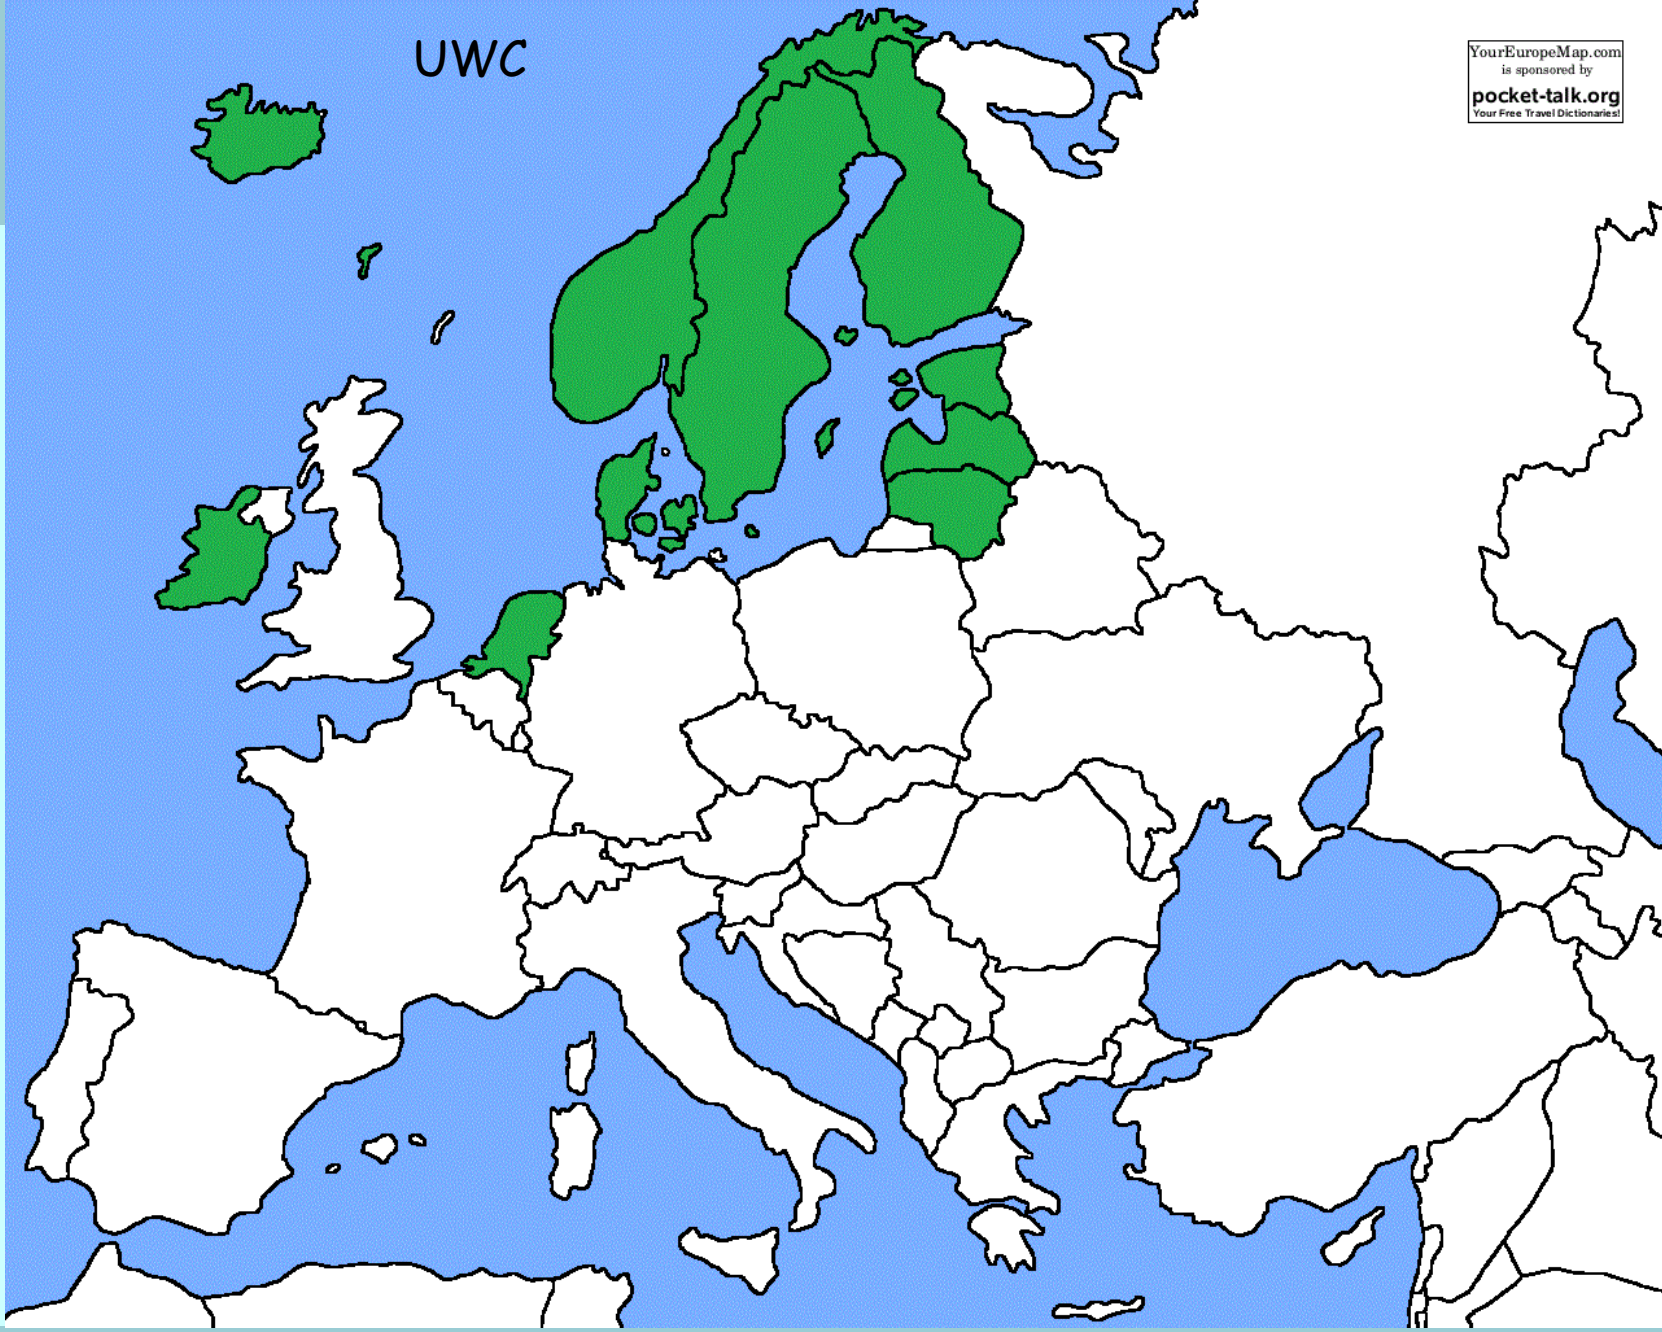 UWC
YourEuropeMap.com
is sponsored by
pocket-talk.org
Your Free Travel Dictionaries!